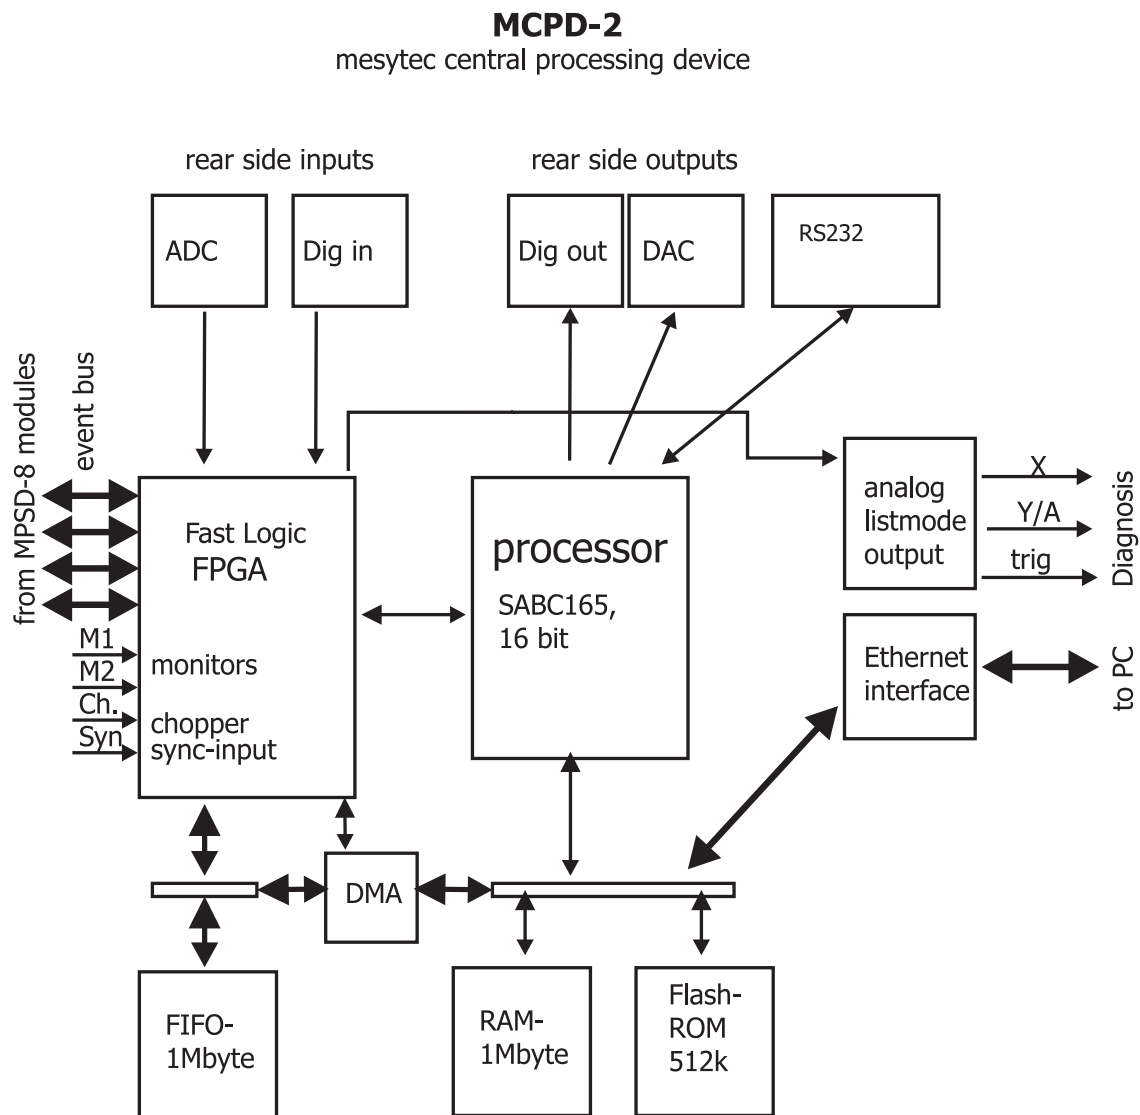 MCPD-2
mesytec central processing device
rear side inputs
rear side outputs
ADC
Dig in
Dig out
DAC
RS232
from MPSD-8 modules
event bus
Fast Logic
FPGA
M1
M2
Ch.
Syn
monitors
chopper
sync-input
processor
SABC165,
16 bit
analog
listmode
output
X
Y/A
trig
Diagnosis
Ethernet
interface
to PC
DMA
FIFO-
1Mbyte
RAM-
1Mbyte
Flash-
ROM
512k